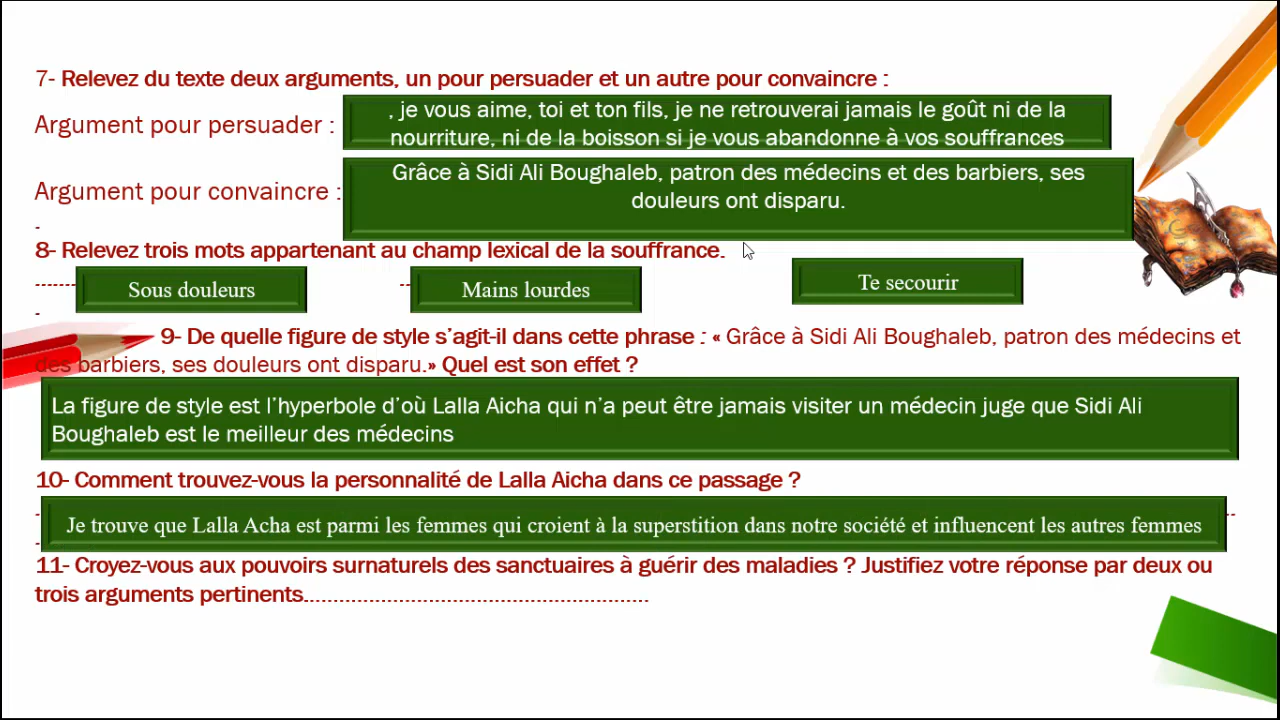 7- Relevez du texte deux arguments, un pour persuader et un autre pour convaincre :
Argument pour persuader :
, je vous aime, toi et ton fils, je ne retrouverai jamais le goût ni de la
nourriture, ni de la boisson si je vous abandonne à vos souffrances
Argument pour convaincre :
Grâce à Sidi Ali Boughaleb, patron des médecins et des barbiers, ses
douleurs ont disparu.
8- Relevez trois mots appartenant au champ lexical de la souffrance.
Sous douleurs Mains lourdes Te secourir
9- De quelle figure de style s’agit-il dans cette phrase : « Grâce à Sidi Ali Boughaleb, patron des médecins et
des barbiers, ses douleurs ont disparu.» Quel est son effet ?
La figure de style est l’hyperbole d’où Lalla Aicha qui n’a peut être jamais visiter un médecin juge que Sidi Ali
Boughaleb est le meilleur des médecins
10- Comment trouvez-vous la personnalité de Lalla Aicha dans ce passage ?
Je trouve que Lalla Acha est parmi les femmes qui croient à la superstition dans notre société et influencent les autres femmes
11- Croyez-vous aux pouvoirs surnaturels des sanctuaires à guérir des maladies ? Justifiez votre réponse par deux ou
trois arguments pertinents.......................................................